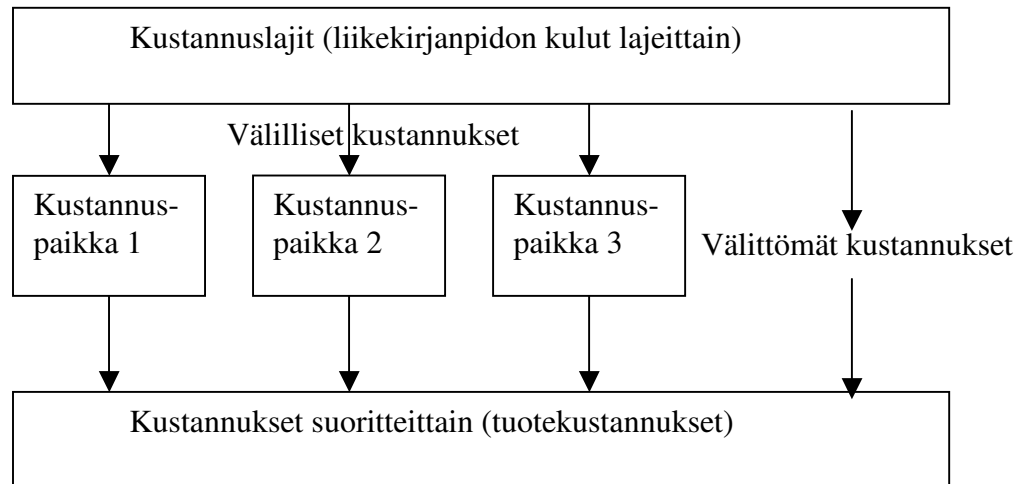 Kustannuslajit (liikekirjanpidon kulut lajeittain)
Välilliset kustannukset
Kustannus-
paikka 1
Kustannus-
paikka 2
Kustannus-
paikka 3
Välittömät kustannukset
Kustannukset suoritteittain (tuotekustannukset)